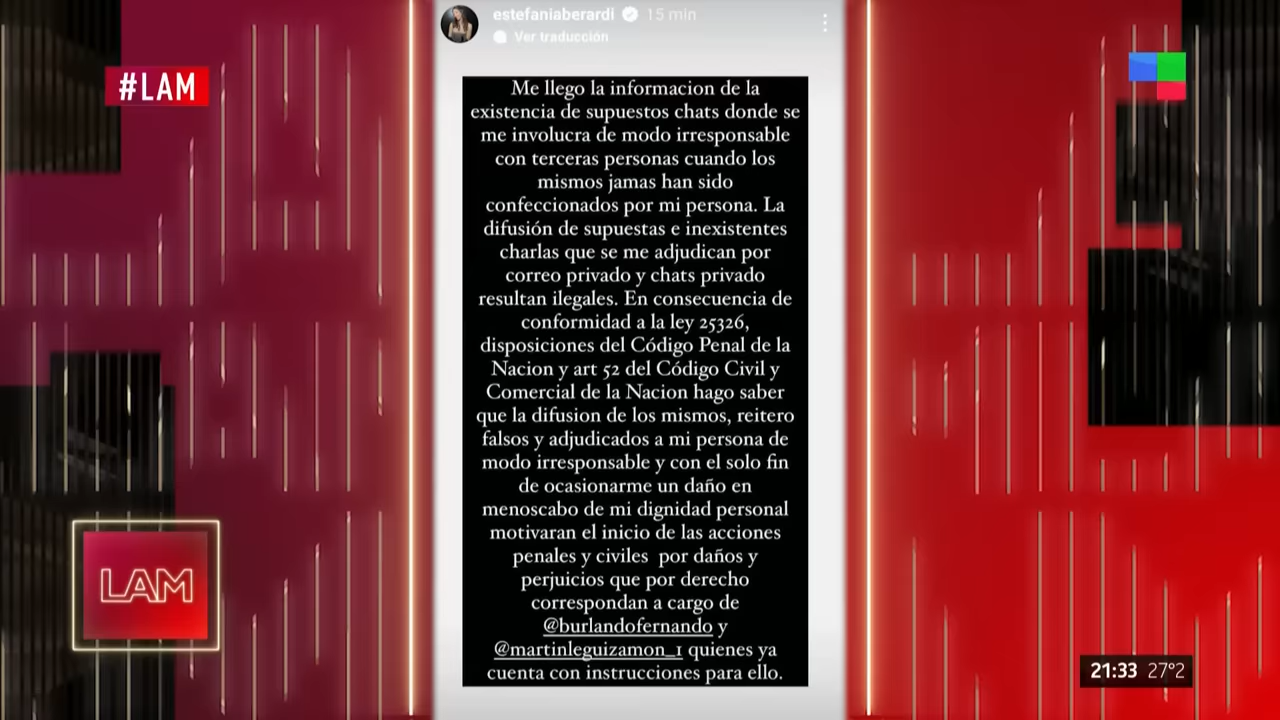 estefaniaberardi 15 min
Ver traducción
#LAM
Me llego la informacion de la
existencia de supuestos chats donde se
me involucra de modo irresponsable
con terceras personas cuando los
mismos jamas han sido
confeccionados por mi persona. La
difusión de supuestas e inexistentes
charlas que se me adjudican por
correo privado y chats privado
resultan ilegales. En consecuencia de
conformidad a la ley 25326,
disposiciones del Código Penal de la
Nacion y art 52 del Código Civil y
Comercial de la Nacion hago saber
que la difusion de los mismos, reitero
falsos y adjudicados a mi persona de
modo irresponsable y con el solo fin
de ocasionarme un daño en
menoscabo de mi dignidad personal
motivaran el inicio de las acciones
penales y civiles  por daños y
perjuicios que por derecho
correspondan a cargo de
@burlandofernando y
@martinleguizamon_1 quienes ya
cuenta con instrucciones para ello.
LAM
21:33 27°2